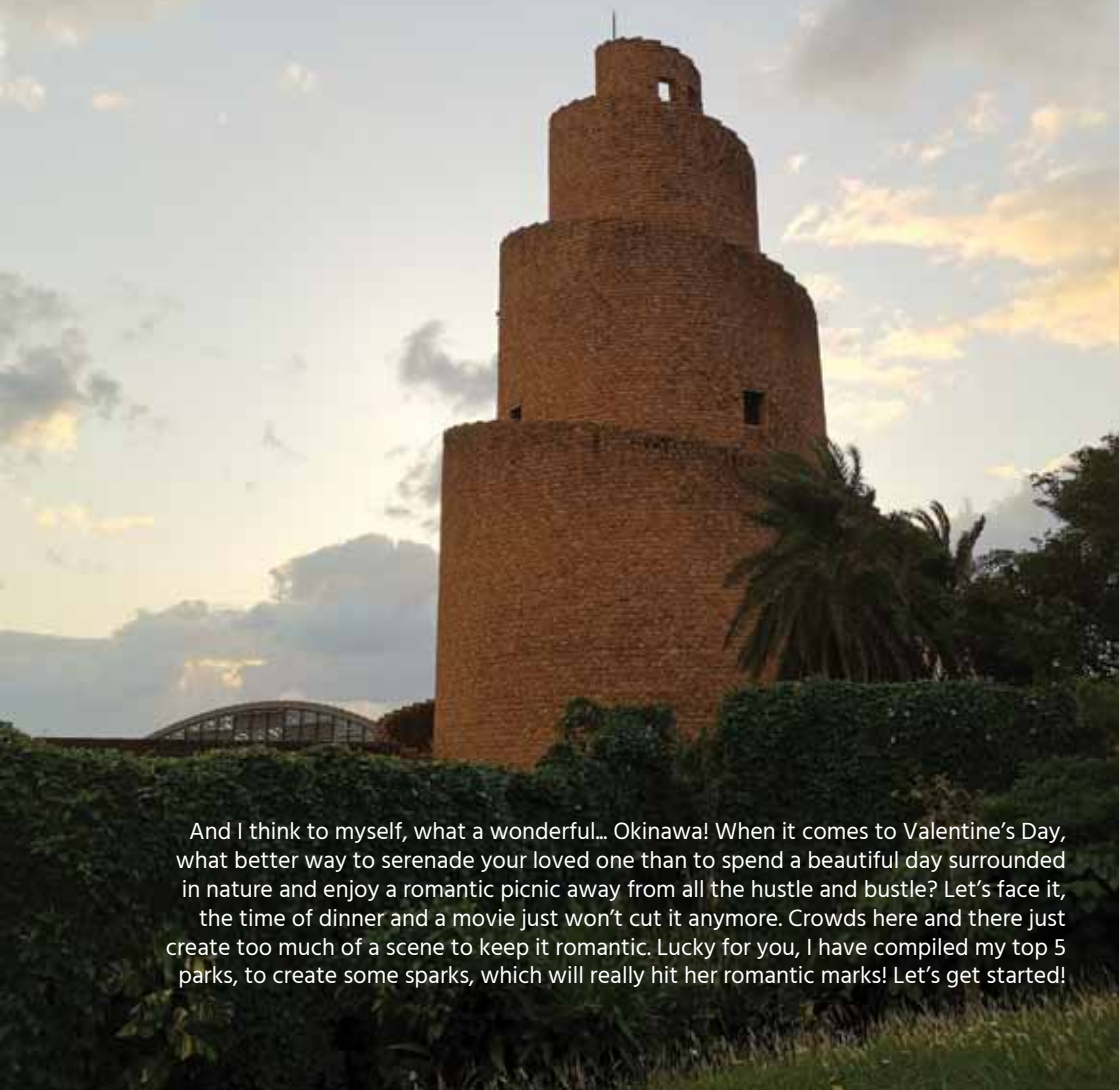 And I think to myself, what a wonderful... Okinawa! When it comes to Valentine’s Day,
what better way to serenade your loved one than to spend a beautiful day surrounded
in nature and enjoy a romantic picnic away from all the hustle and bustle? Let’s face it,
the time of dinner and a movie just won’t cut it anymore. Crowds here and there just
create too much of a scene to keep it romantic. Lucky for you, I have compiled my top 5
parks, to create some sparks, which will really hit her romantic marks! Let’s get started!